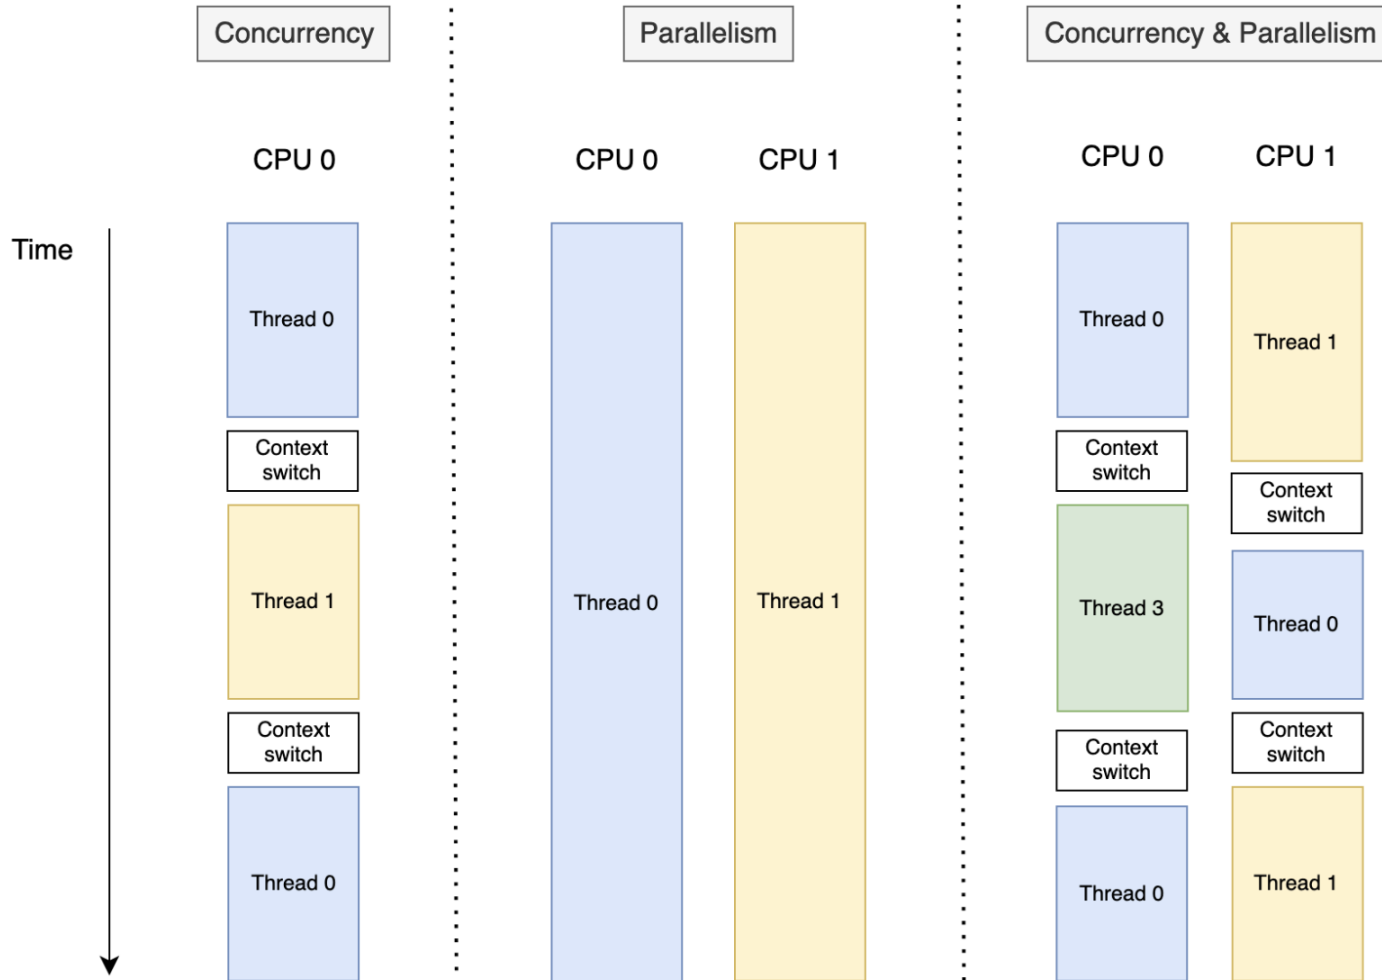 Concurrency
Parallelism
Concurrency & Parallelism
CPU 0
CPU 0
CPU 1
CPU 0
CPU 1
Time
Thread 0
Context
switch
Thread 1
Context
switch
Thread 0
Thread 0
Thread 1
Thread 0
Context
switch
Thread 3
Context
switch
Thread 0
Thread 1
Context
switch
Thread 0
Context
switch
Thread 1